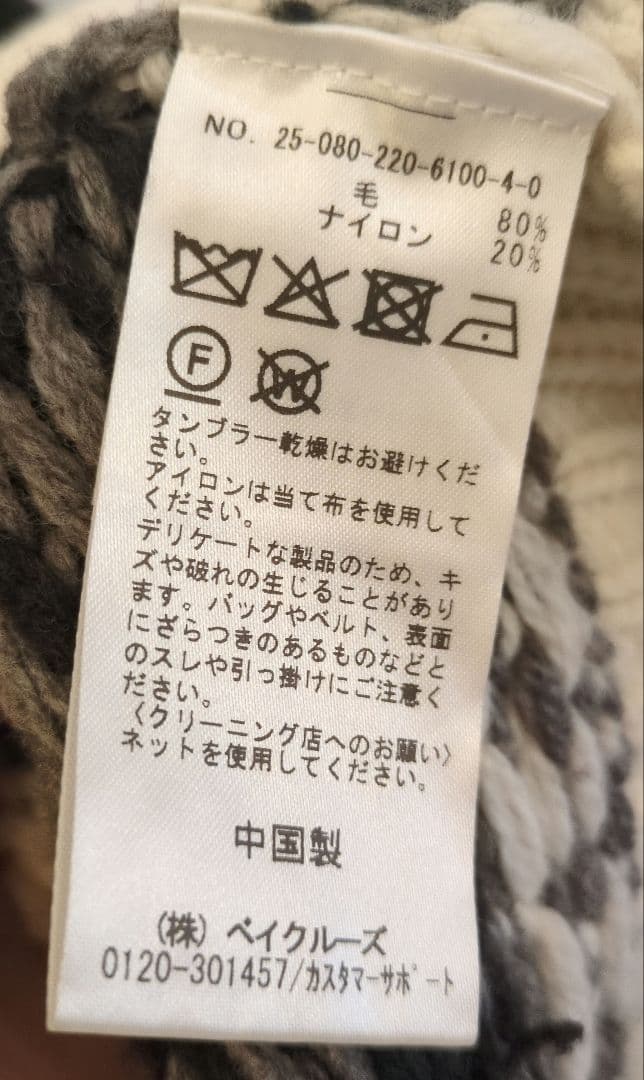 NO. 25-080-220-6100-4-0
毛 80%
ナイロン 20%
F W
タンブラー乾燥はお避けくだ
さい。
アイロンは当て布を使用して
ください。
デリケートな製品のため、キ
ズや破れの生じることがあり
ます。バッグやベルト、表面
にざらつきのあるものなどと
のスレや引っ掛けにご注意く
ださい。
〈クリーニング店へのお願い〉
ネットを使用してください。
中国製
(株) ベイクルーズ
0120-301457/ｶｽﾀﾏｰｻﾎﾟｰﾄ